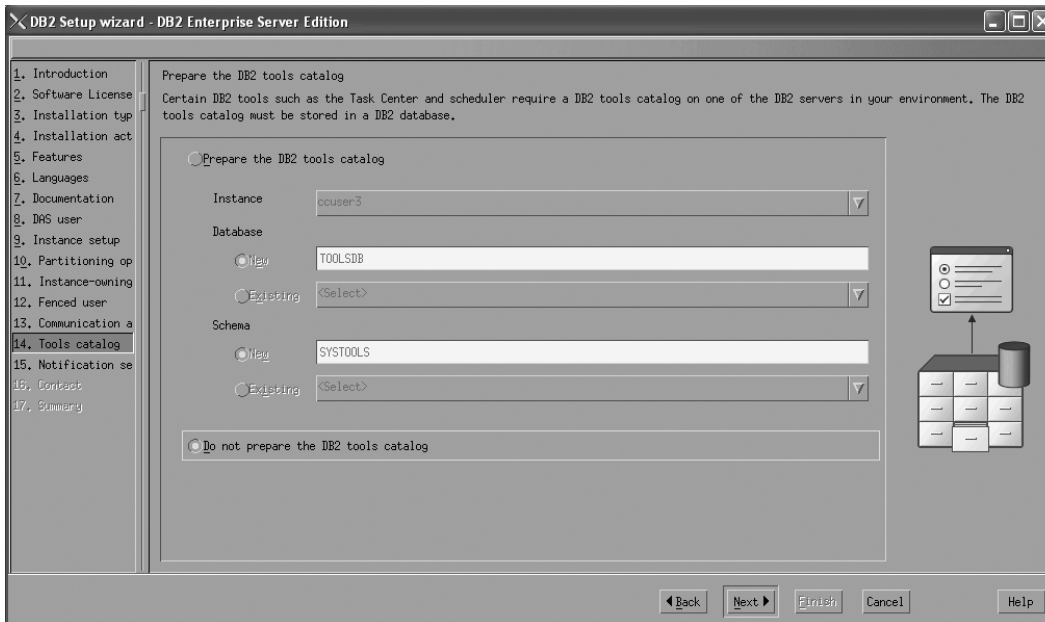 DB2 Setup wizard - DB2 Enterprise Server Edition
1. Introduction
2. Software License
3. Installation typ
4. Installation act
5. Features
6. Languages
7. Documentation
8. DAS user
9. Instance setup
10. Partitioning op
11. Instance-owning
12. Fenced user
13. Communication a
14. Tools catalog
15. Notification se
16. Contact
17. Summary
Prepare the DB2 tools catalog
Certain DB2 tools such as the Task Center and scheduler require a DB2 tools catalog on one of the DB2 servers in your environment. The DB2
tools catalog must be stored in a DB2 database.
Prepare the DB2 tools catalog
Instance
ccuser3
Database
New
TOOLSDB
Existing
<Select>
Schema
New
SYSTOOLS
Existing
<Select>
Do not prepare the DB2 tools catalog
Back
Next
Finish
Cancel
Help